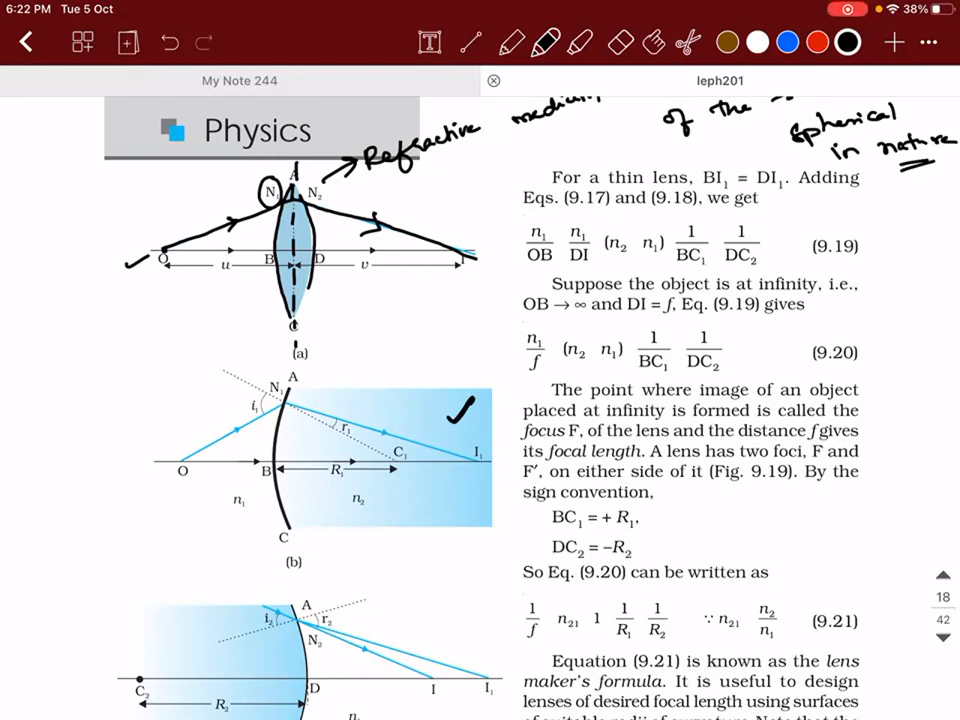 6:22 PM Tue 5 Oct
38%
T
My Note 244
leph201
Physics
Refractive
of the
Spherical
in nature
A
N₁ N₂
O B D I
u v
C
(a)
A
N₁
i₁
r₁
C₁ I₁
O B R₁
n₁ n₂
C
(b)
A
i₂ r₂
N₂
C₂ D I I₁
R₂
For a thin lens, BI₁ = DI₁. Adding
Eqs. (9.17) and (9.18), we get
n₁/OB n₁/DI (n₂ n₁) 1/BC₁ 1/DC₂ (9.19)
Suppose the object is at infinity, i.e.,
OB → ∞ and DI = f, Eq. (9.19) gives
n₁/f (n₂ n₁) 1/BC₁ 1/DC₂ (9.20)
The point where image of an object
placed at infinity is formed is called the
focus F, of the lens and the distance f gives
its focal length. A lens has two foci, F and
F′, on either side of it (Fig. 9.19). By the
sign convention,
BC₁ = + R₁,
DC₂ = –R₂
So Eq. (9.20) can be written as
1/f n₂₁ 1 1/R₁ 1/R₂ ∵ n₂₁ n₂/n₁ (9.21)
Equation (9.21) is known as the lens
maker's formula. It is useful to design
lenses of desired focal length using surfaces
of suitable radii of curvature. Note that the
18
42